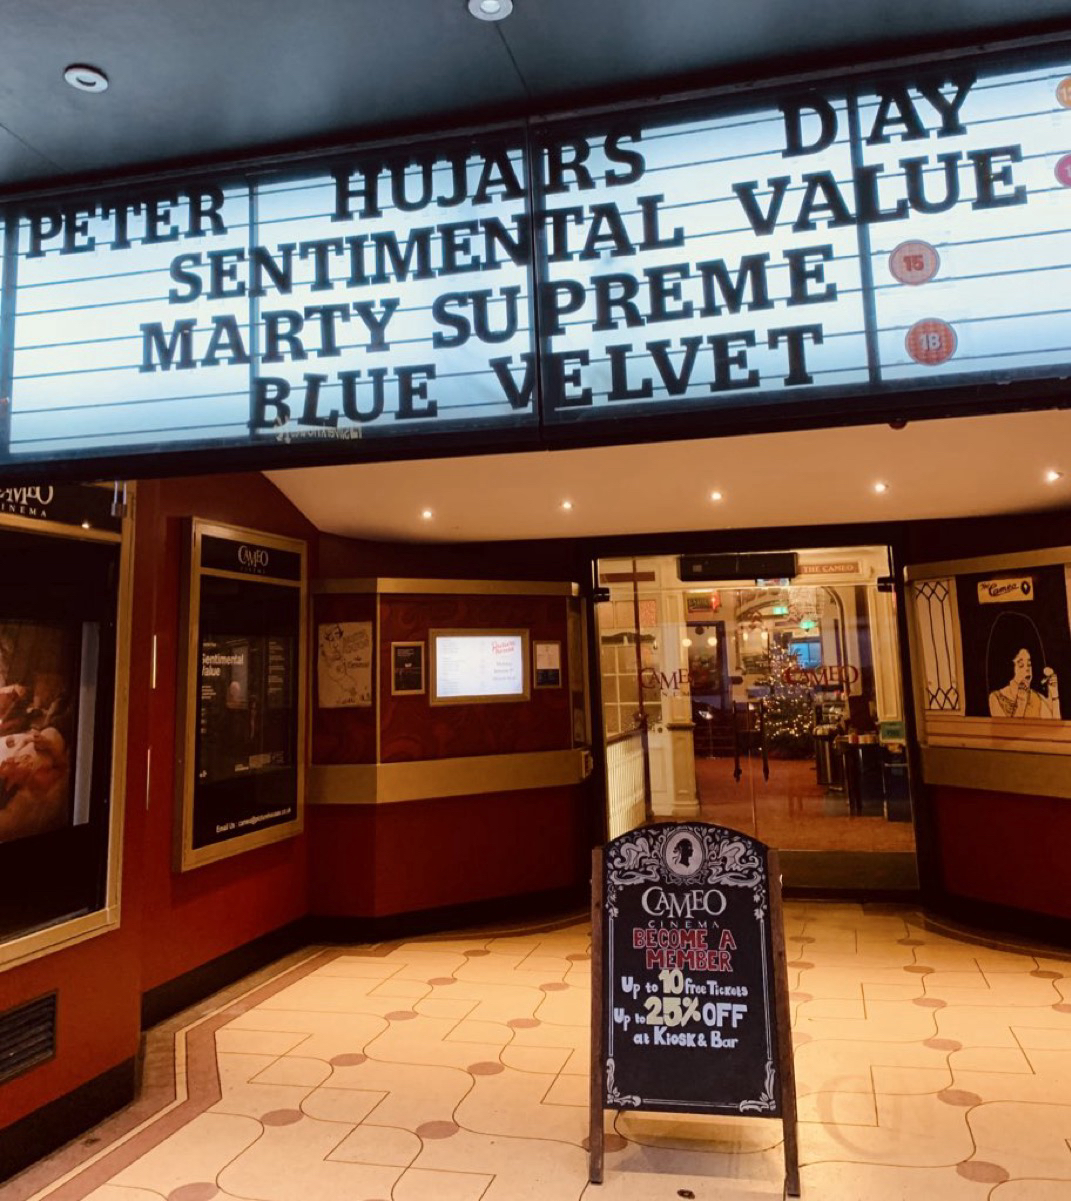 PETER HUJARS DAY
SENTIMENTAL VALUE
MARTY SUPREME
15
BLUE VELVET
18
CAMEO
CINEMA
CAMEO
CINEMA
Sentimental
Value
THE CAMEO
CAMEO
CINEMA
CAMEO
The Cameo
CAMEO
CINEMA
BECOME A
MEMBER
Up to 10 free Tickets
Up to 25% OFF
at Kiosk & Bar